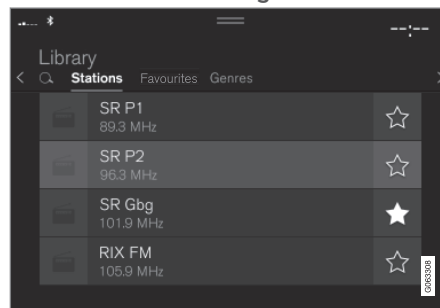 --:--
Library
Stations Favourites Genres
SR P1
89.3 MHz
SR P2
96.3 MHz
SR Gbg
101.9 MHz
RIX FM
105.9 MHz
G063308